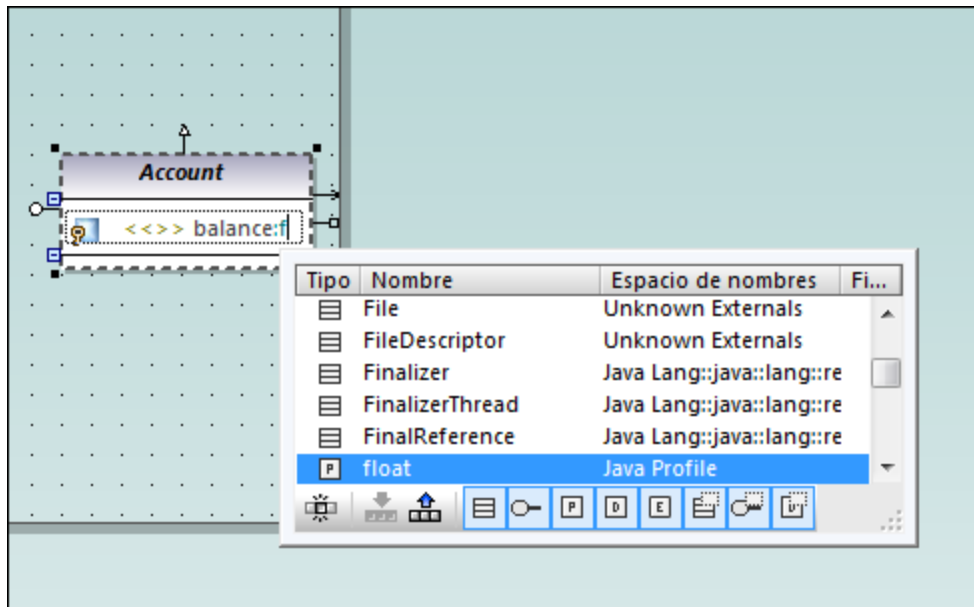 Account
<<>> balance:f
Tipo Nombre Espacio de nombres Fi...
File Unknown Externals
FileDescriptor Unknown Externals
Finalizer Java Lang::java::lang::re
FinalizerThread Java Lang::java::lang::re
FinalReference Java Lang::java::lang::re
P float Java Profile
P D E